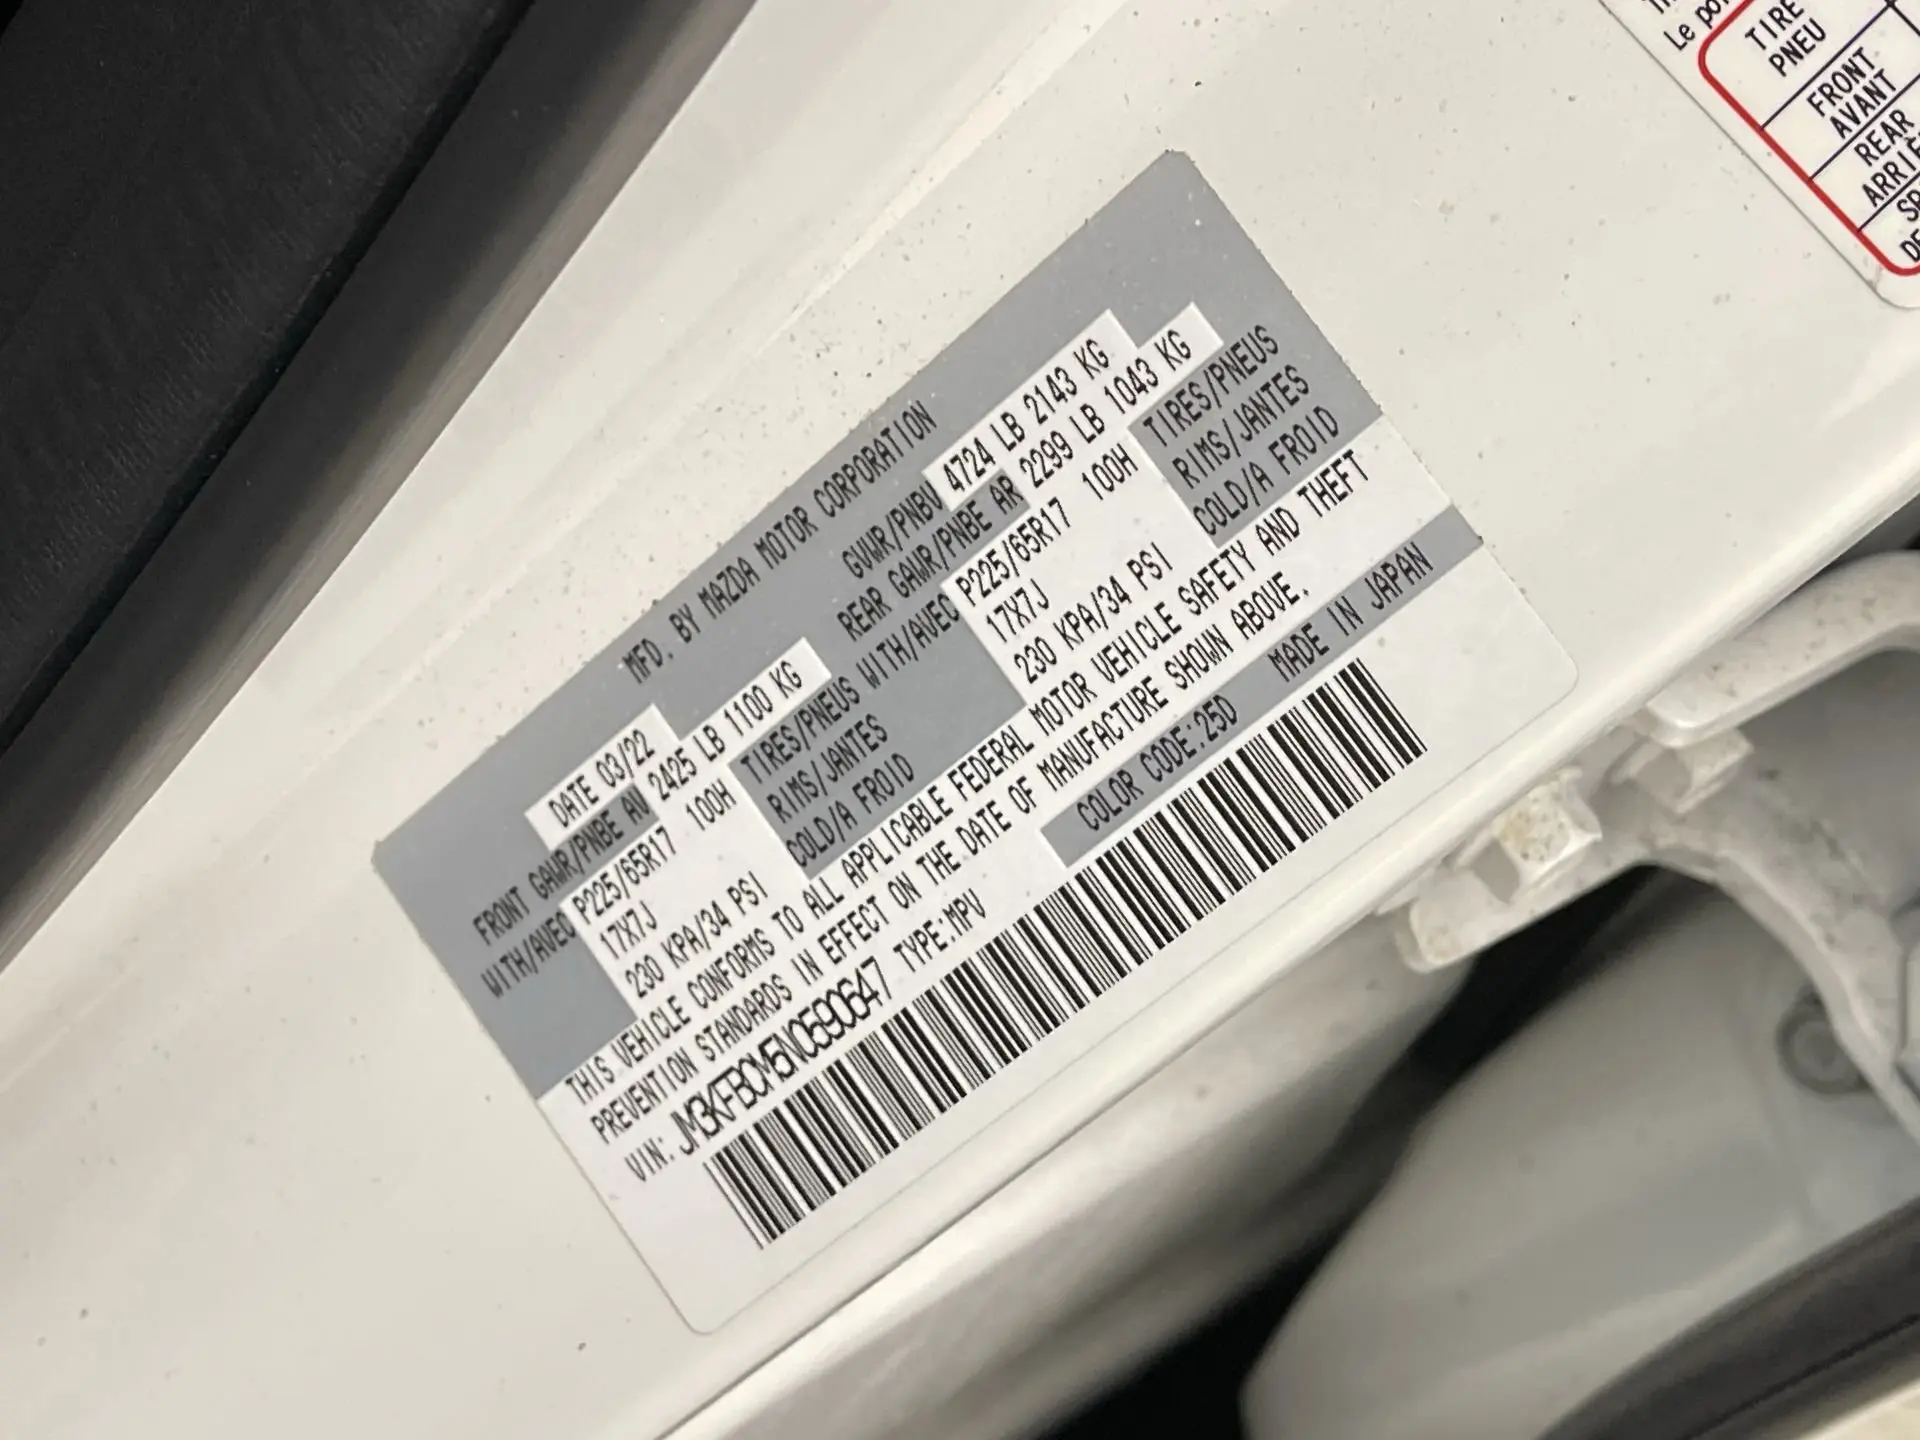 MFD. BY MAZDA MOTOR CORPORATION
DATE 03/22
GVWR/PNBV 4724 LB 2143 KG
FRONT GAWR/PNBE AV 2425 LB 1100 KG
REAR GAWR/PNBE AR 2299 LB 1043 KG
WITH/AVEC P225/65R17 100H TIRES/PNEUS WITH/AVEC P225/65R17 100H TIRES/PNEUS
17X7J RIMS/JANTES 17X7J RIMS/JANTES
230 KPA/34 PSI COLD/A FROID 230 KPA/34 PSI COLD/A FROID
THIS VEHICLE CONFORMS TO ALL APPLICABLE FEDERAL MOTOR VEHICLE SAFETY AND THEFT
PREVENTION STANDARDS IN EFFECT ON THE DATE OF MANUFACTURE SHOWN ABOVE.
VIN: JM3KFBCM5N0590647 TYPE:MPV
COLOR CODE:25D MADE IN JAPAN
Le
TIRE
PNEU
FRONT
AVANT
REAR